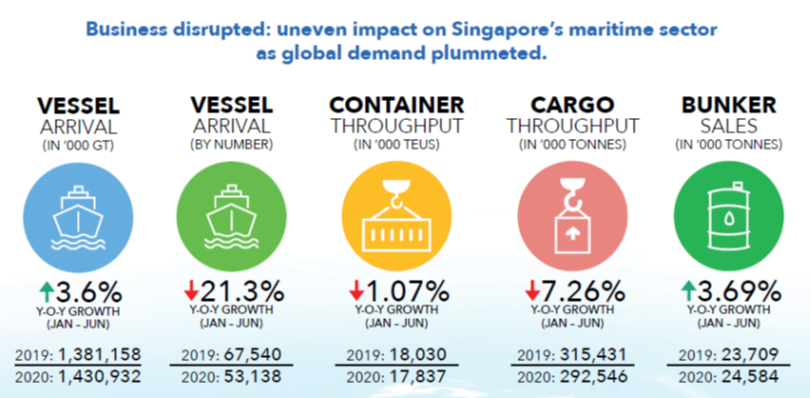 Business disrupted: uneven impact on Singapore's maritime sector
as global demand plummeted.
VESSEL
ARRIVAL
(IN '000 GT)
↑3.6%
Y-O-Y GROWTH
(JAN – JUN)
2019: 1,381,158
2020: 1,430,932
VESSEL
ARRIVAL
(BY NUMBER)
↓21.3%
Y-O-Y GROWTH
(JAN – JUN)
2019: 67,540
2020: 53,138
CONTAINER
THROUGHPUT
(IN '000 TEUS)
↓1.07%
Y-O-Y GROWTH
(JAN – JUN)
2019: 18,030
2020: 17,837
CARGO
THROUGHPUT
(IN '000 TONNES)
↓7.26%
Y-O-Y GROWTH
(JAN – JUN)
2019: 315,431
2020: 292,546
BUNKER
SALES
(IN '000 TONNES)
↑3.69%
Y-O-Y GROWTH
(JAN – JUN)
2019: 23,709
2020: 24,584